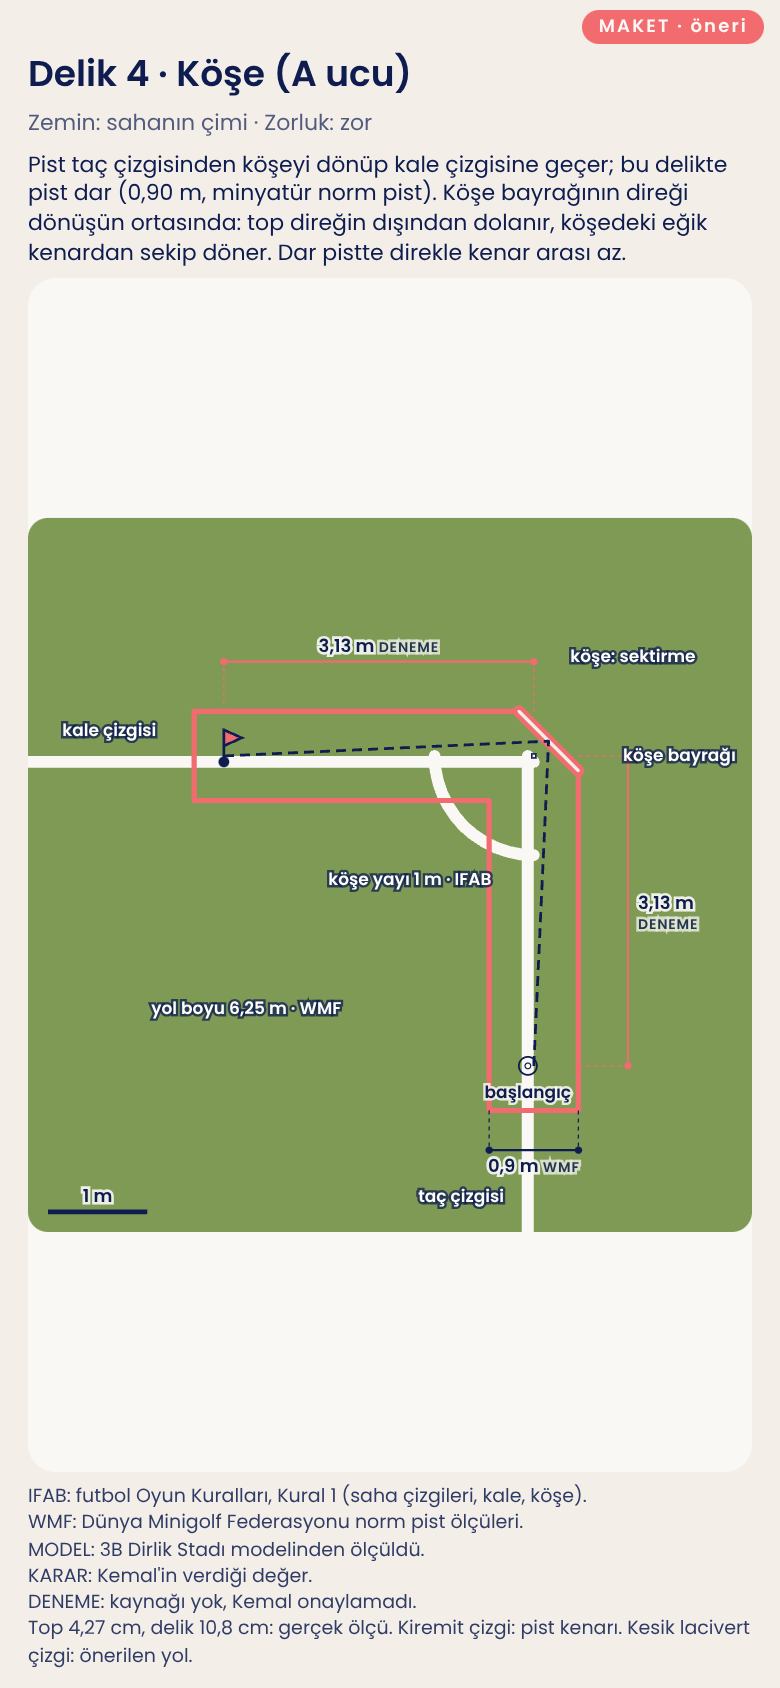 MAKET · öneri
Delik 4 · Köşe (A ucu)
Zemin: sahanın çimi · Zorluk: zor
Pist taç çizgisinden köşeyi dönüp kale çizgisine geçer; bu delikte
pist dar (0,90 m, minyatür norm pist). Köşe bayrağının direği
dönüşün ortasında: top direğin dışından dolanır, köşedeki eğik
kenardan sekip döner. Dar pistte direkle kenar arası az.
3,13 m DENEME
köşe: sektirme
kale çizgisi
köşe bayrağı
köşe yayı 1 m · IFAB
3,13 m
DENEME
yol boyu 6,25 m · WMF
başlangıç
0,9 m WMF
1 m
taç çizgisi
IFAB: futbol Oyun Kuralları, Kural 1 (saha çizgileri, kale, köşe).
WMF: Dünya Minigolf Federasyonu norm pist ölçüleri.
MODEL: 3B Dirlik Stadı modelinden ölçüldü.
KARAR: Kemal'in verdiği değer.
DENEME: kaynağı yok, Kemal onaylamadı.
Top 4,27 cm, delik 10,8 cm: gerçek ölçü. Kiremit çizgi: pist kenarı. Kesik lacivert
çizgi: önerilen yol.